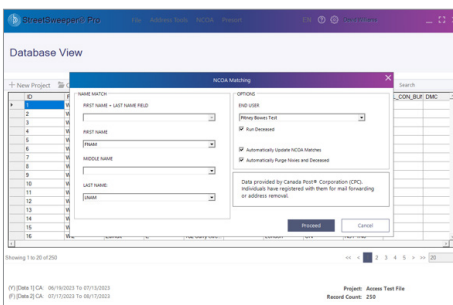 StreetSweeper® Pro File Address Tools NCOA Presort EN
Database View
New Project
Search
NCOA Matching
ID
_CON_BUN DMC
1
2
3
4
5
6
7
8
9
10
11
12
13
14
15
16
NAME MATCH
FIRST NAME + LAST NAME FIELD
FIRST NAME
FNAM
MIDDLE NAME
LAST NAME:
LNAM
OPTIONS
END USER
Pitney Bowes Test
Run Deceased
Automatically Update NCOA Matches
Automatically Purge Nixies and Deceased
Data provided by Canada Post® Corporation (CPC).
Individuals have registered with them for mail forwarding
or address removal.
Proceed Cancel
Showing 1 to 20 of 250
<< < 1 2 3 4 5 > >> 20
(Y) [Data 1] CA: 06/19/2023 To 07/13/2023
(F) [Data 2] CA: 07/17/2023 To 08/17/2023
Project: Access Test File
Record Count: 250